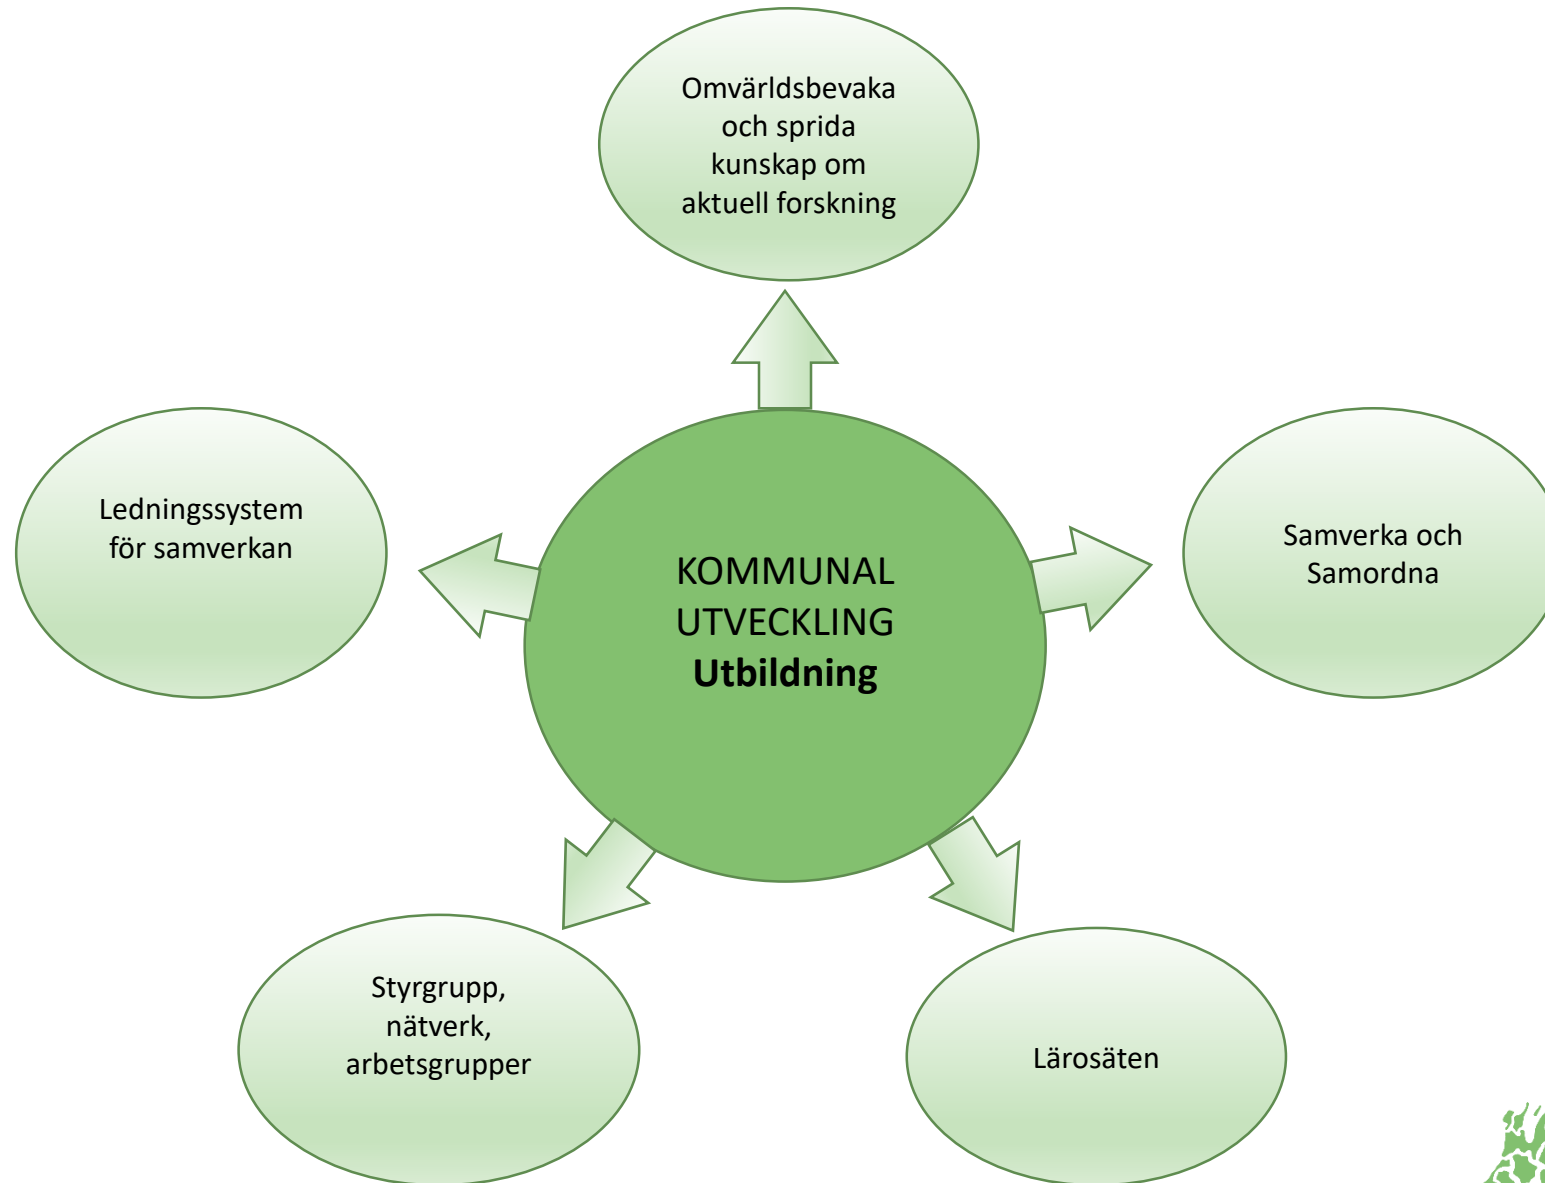 Omvärldsbevaka
och sprida
kunskap om
aktuell forskning
Ledningssystem
för samverkan
KOMMUNAL
UTVECKLING
Utbildning
Samverka och
Samordna
Styrgrupp,
nätverk,
arbetsgrupper
Lärosäten